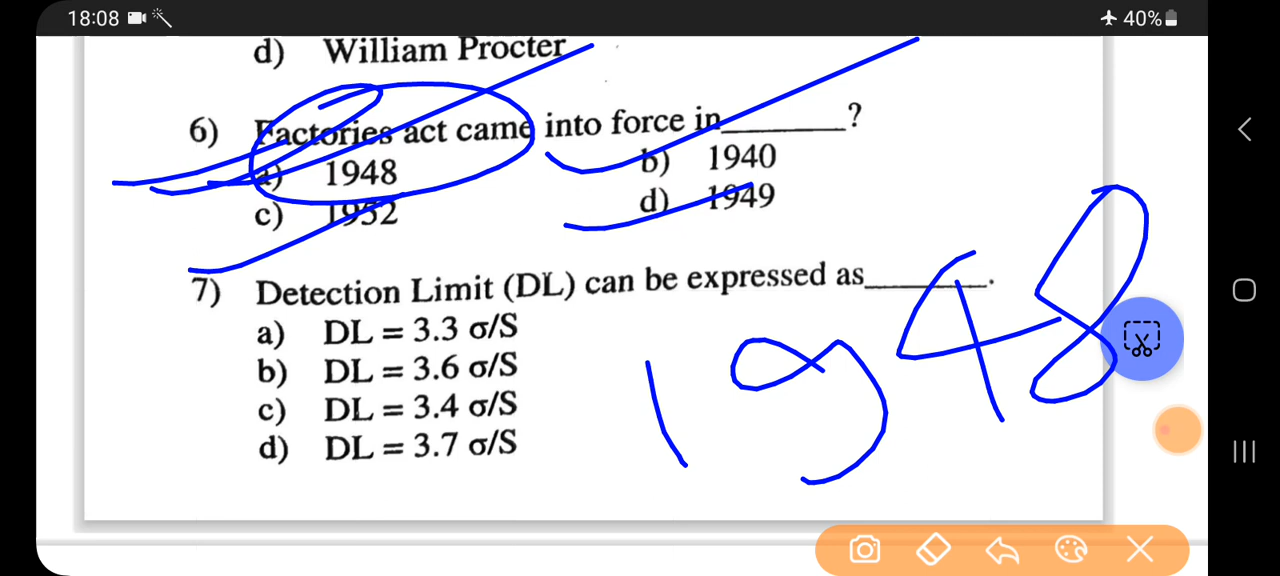 18:08 40%
d) William Procter
6) Factories act came into force in________?
a) 1948 b) 1940
c) 1952 d) 1949
7) Detection Limit (DL) can be expressed as________.
a) DL = 3.3 σ/S
b) DL = 3.6 σ/S
c) DL = 3.4 σ/S
d) DL = 3.7 σ/S
1948